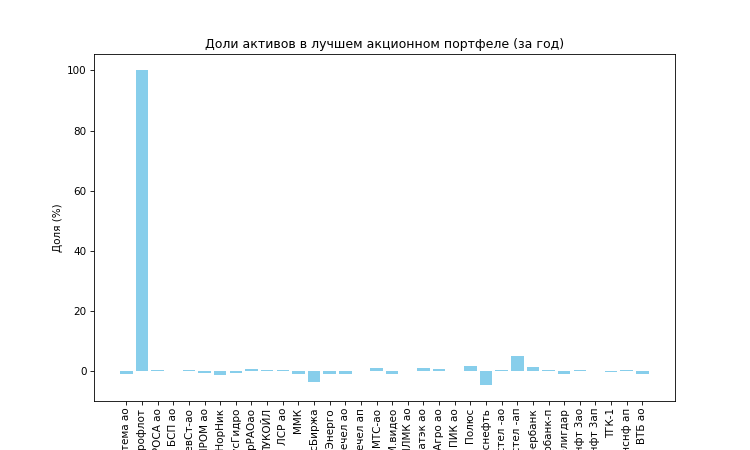 Доли активов в лучшем акционном портфеле (за год)
Доля (%)
100
80
60
40
20
0
тема ао
рофлот
РОСА ао
БСП ао
евСт-ао
ПРОМ ао
НорНик
сГидро
рРАОао
ЛУКОЙЛ
ЛСР ао
ММК
сБиржа
Энерго
ечел ао
ечел ап
МТС-ао
М.видео
НЛМК ао
атэк ао
Агро ао
ПИК ао
Полюс
снефть
стел -ао
стел -ап
ербанк
рбанк-п
лигдар
нфт 3ао
нфт 3ап
ТГК-1
нснф ап
ВТБ ао